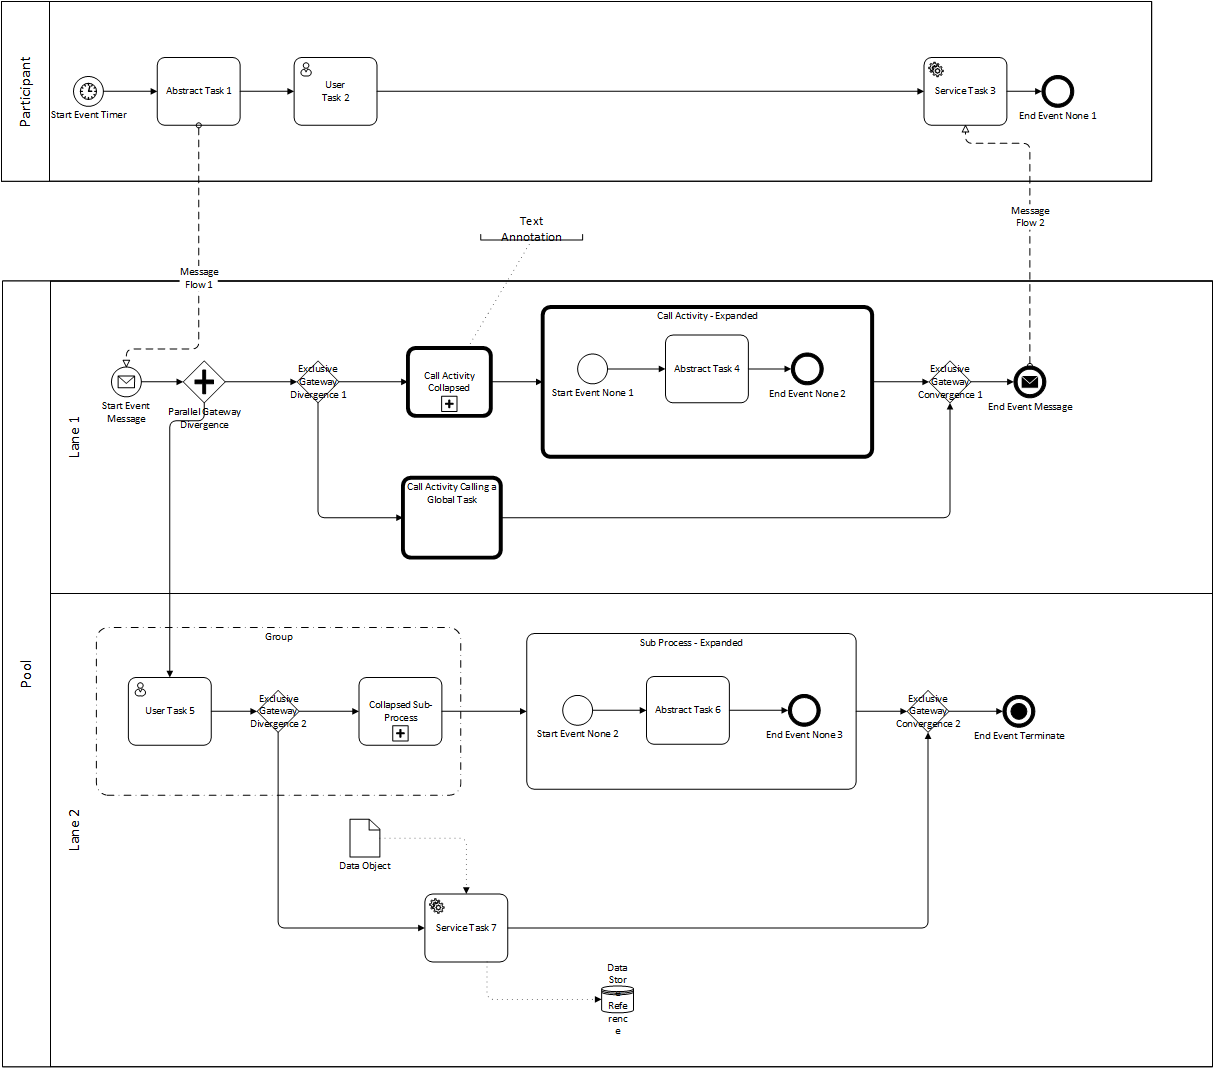 Participant
Start Event Timer
Abstract Task 1
User
Task 2
Service Task 3
End Event None 1
Message
Flow 1
Text
Annotation
Message
Flow 2
Pool
Lane 1
Start Event
Message
Parallel Gateway
Divergence
Exclusive
Gateway
Divergence 1
Call Activity
Collapsed
Call Activity - Expanded
Start Event None 1
Abstract Task 4
End Event None 2
Exclusive
Gateway
Convergence 1
End Event Message
Call Activity Calling a
Global Task
Lane 2
Group
User Task 5
Exclusive
Gateway
Divergence 2
Collapsed Sub-
Process
Sub Process - Expanded
Start Event None 2
Abstract Task 6
End Event None 3
Exclusive
Gateway
Convergence 2
End Event Terminate
Data Object
Service Task 7
Data
Stor
e
Refe
renc
e